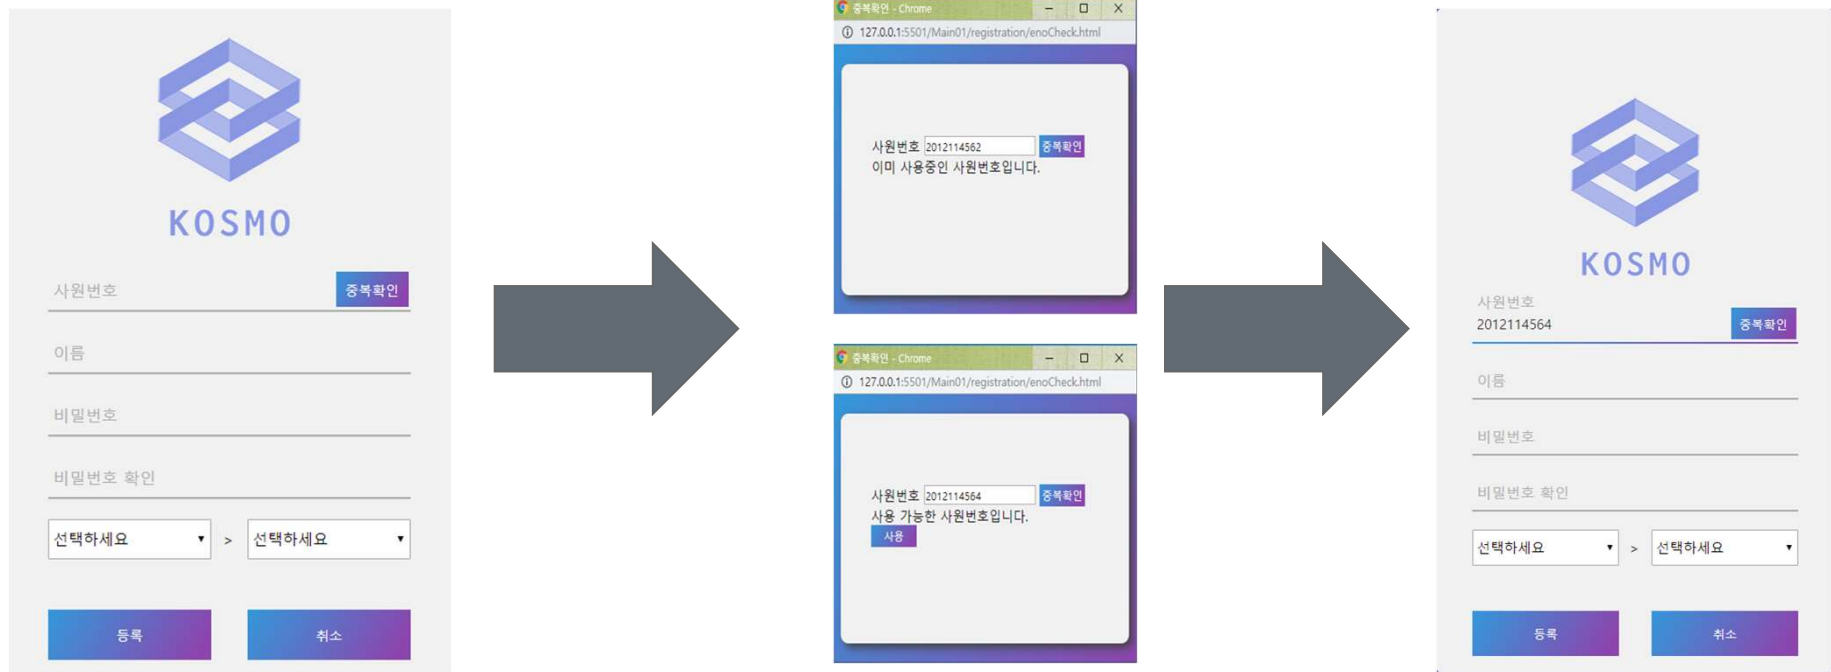 KOSMO
사원번호 중복확인
이름
비밀번호
비밀번호 확인
선택하세요 > 선택하세요
등록 취소
중복확인 - Chrome
127.0.0.1:5501/Main01/registration/enoCheck.html
사원번호 2012114562 중복확인
이미 사용중인 사원번호입니다.
중복확인 - Chrome
127.0.0.1:5501/Main01/registration/enoCheck.html
사원번호 2012114564 중복확인
사용 가능한 사원번호입니다.
사용
KOSMO
사원번호
2012114564 중복확인
이름
비밀번호
비밀번호 확인
선택하세요 > 선택하세요
등록 취소